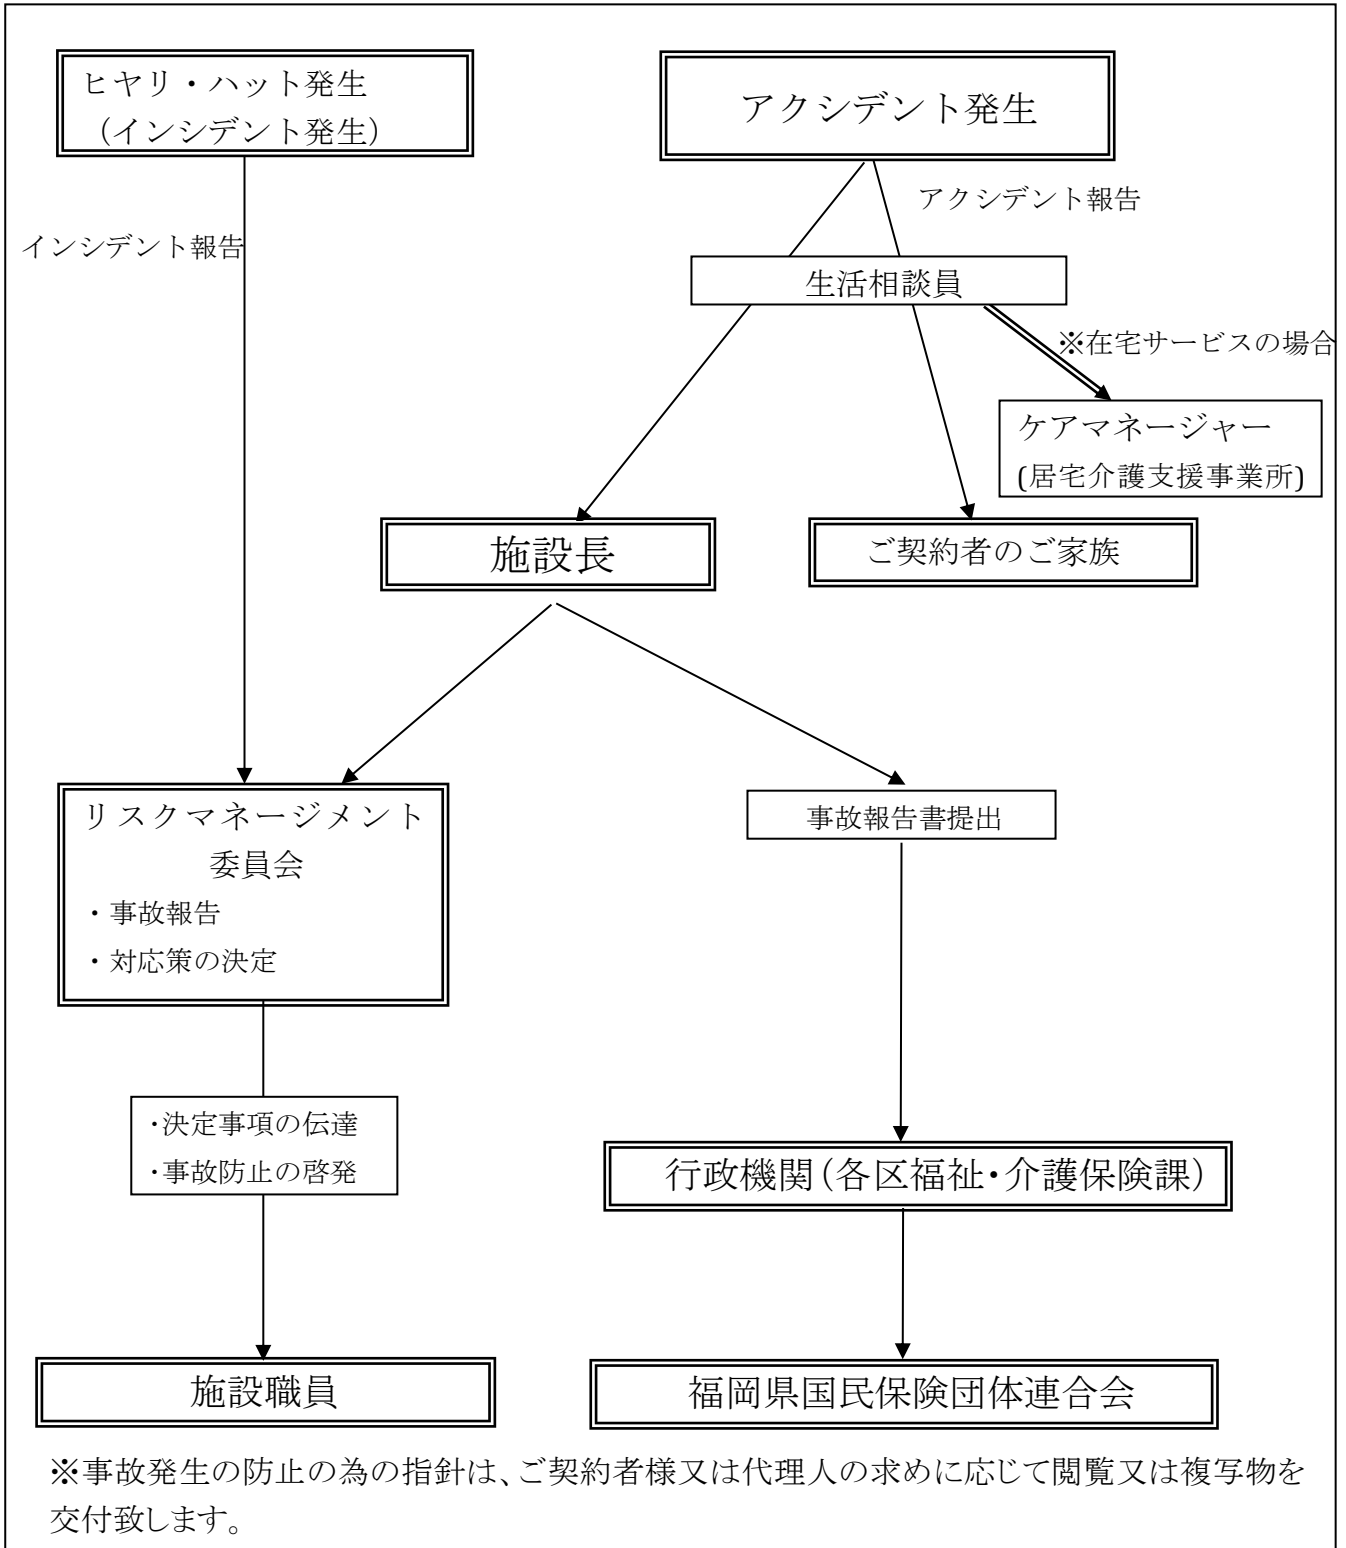 ヒヤリ・ハット発生
（インシデント発生）
アクシデント発生
アクシデント報告
インシデント報告
生活相談員
※在宅サービスの場合
ケアマネージャー
(居宅介護支援事業所)
施設長
ご契約者のご家族
リスクマネージメント
委員会
・事故報告
・対応策の決定
事故報告書提出
・決定事項の伝達
・事故防止の啓発
行政機関（各区福祉・介護保険課）
施設職員
福岡県国民保険団体連合会
※事故発生の防止の為の指針は、ご契約者様又は代理人の求めに応じて閲覧又は複写物を
交付致します。